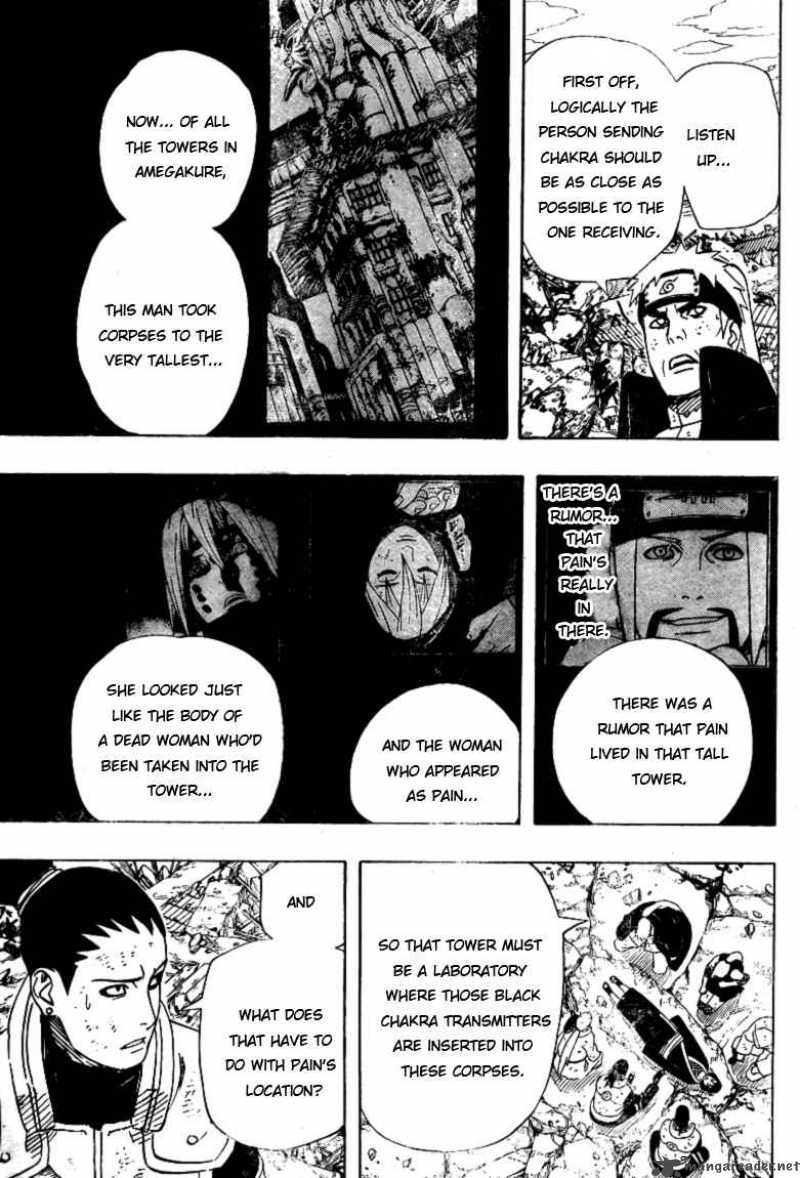 LISTEN
UP...
FIRST OFF,
LOGICALLY THE
PERSON SENDING
CHAKRA SHOULD
BE AS CLOSE AS
POSSIBLE TO THE
ONE RECEIVING.
NOW... OF ALL
THE TOWERS IN
AMEGAKURE,
THIS MAN TOOK
CORPSES TO THE
VERY TALLEST...
THERE'S A
RUMOR...
THAT
PAIN'S
REALLY
IN
THERE.
THERE WAS A
RUMOR THAT PAIN
LIVED IN THAT TALL
TOWER.
AND THE WOMAN
WHO APPEARED
AS PAIN...
SHE LOOKED JUST
LIKE THE BODY OF
A DEAD WOMAN WHO'D
BEEN TAKEN INTO THE
TOWER...
SO THAT TOWER MUST
BE A LABORATORY
WHERE THOSE BLACK
CHAKRA TRANSMITTERS
ARE INSERTED INTO
THESE CORPSES.
AND
WHAT DOES
THAT HAVE TO
DO WITH PAIN'S
LOCATION?
mangareader.net